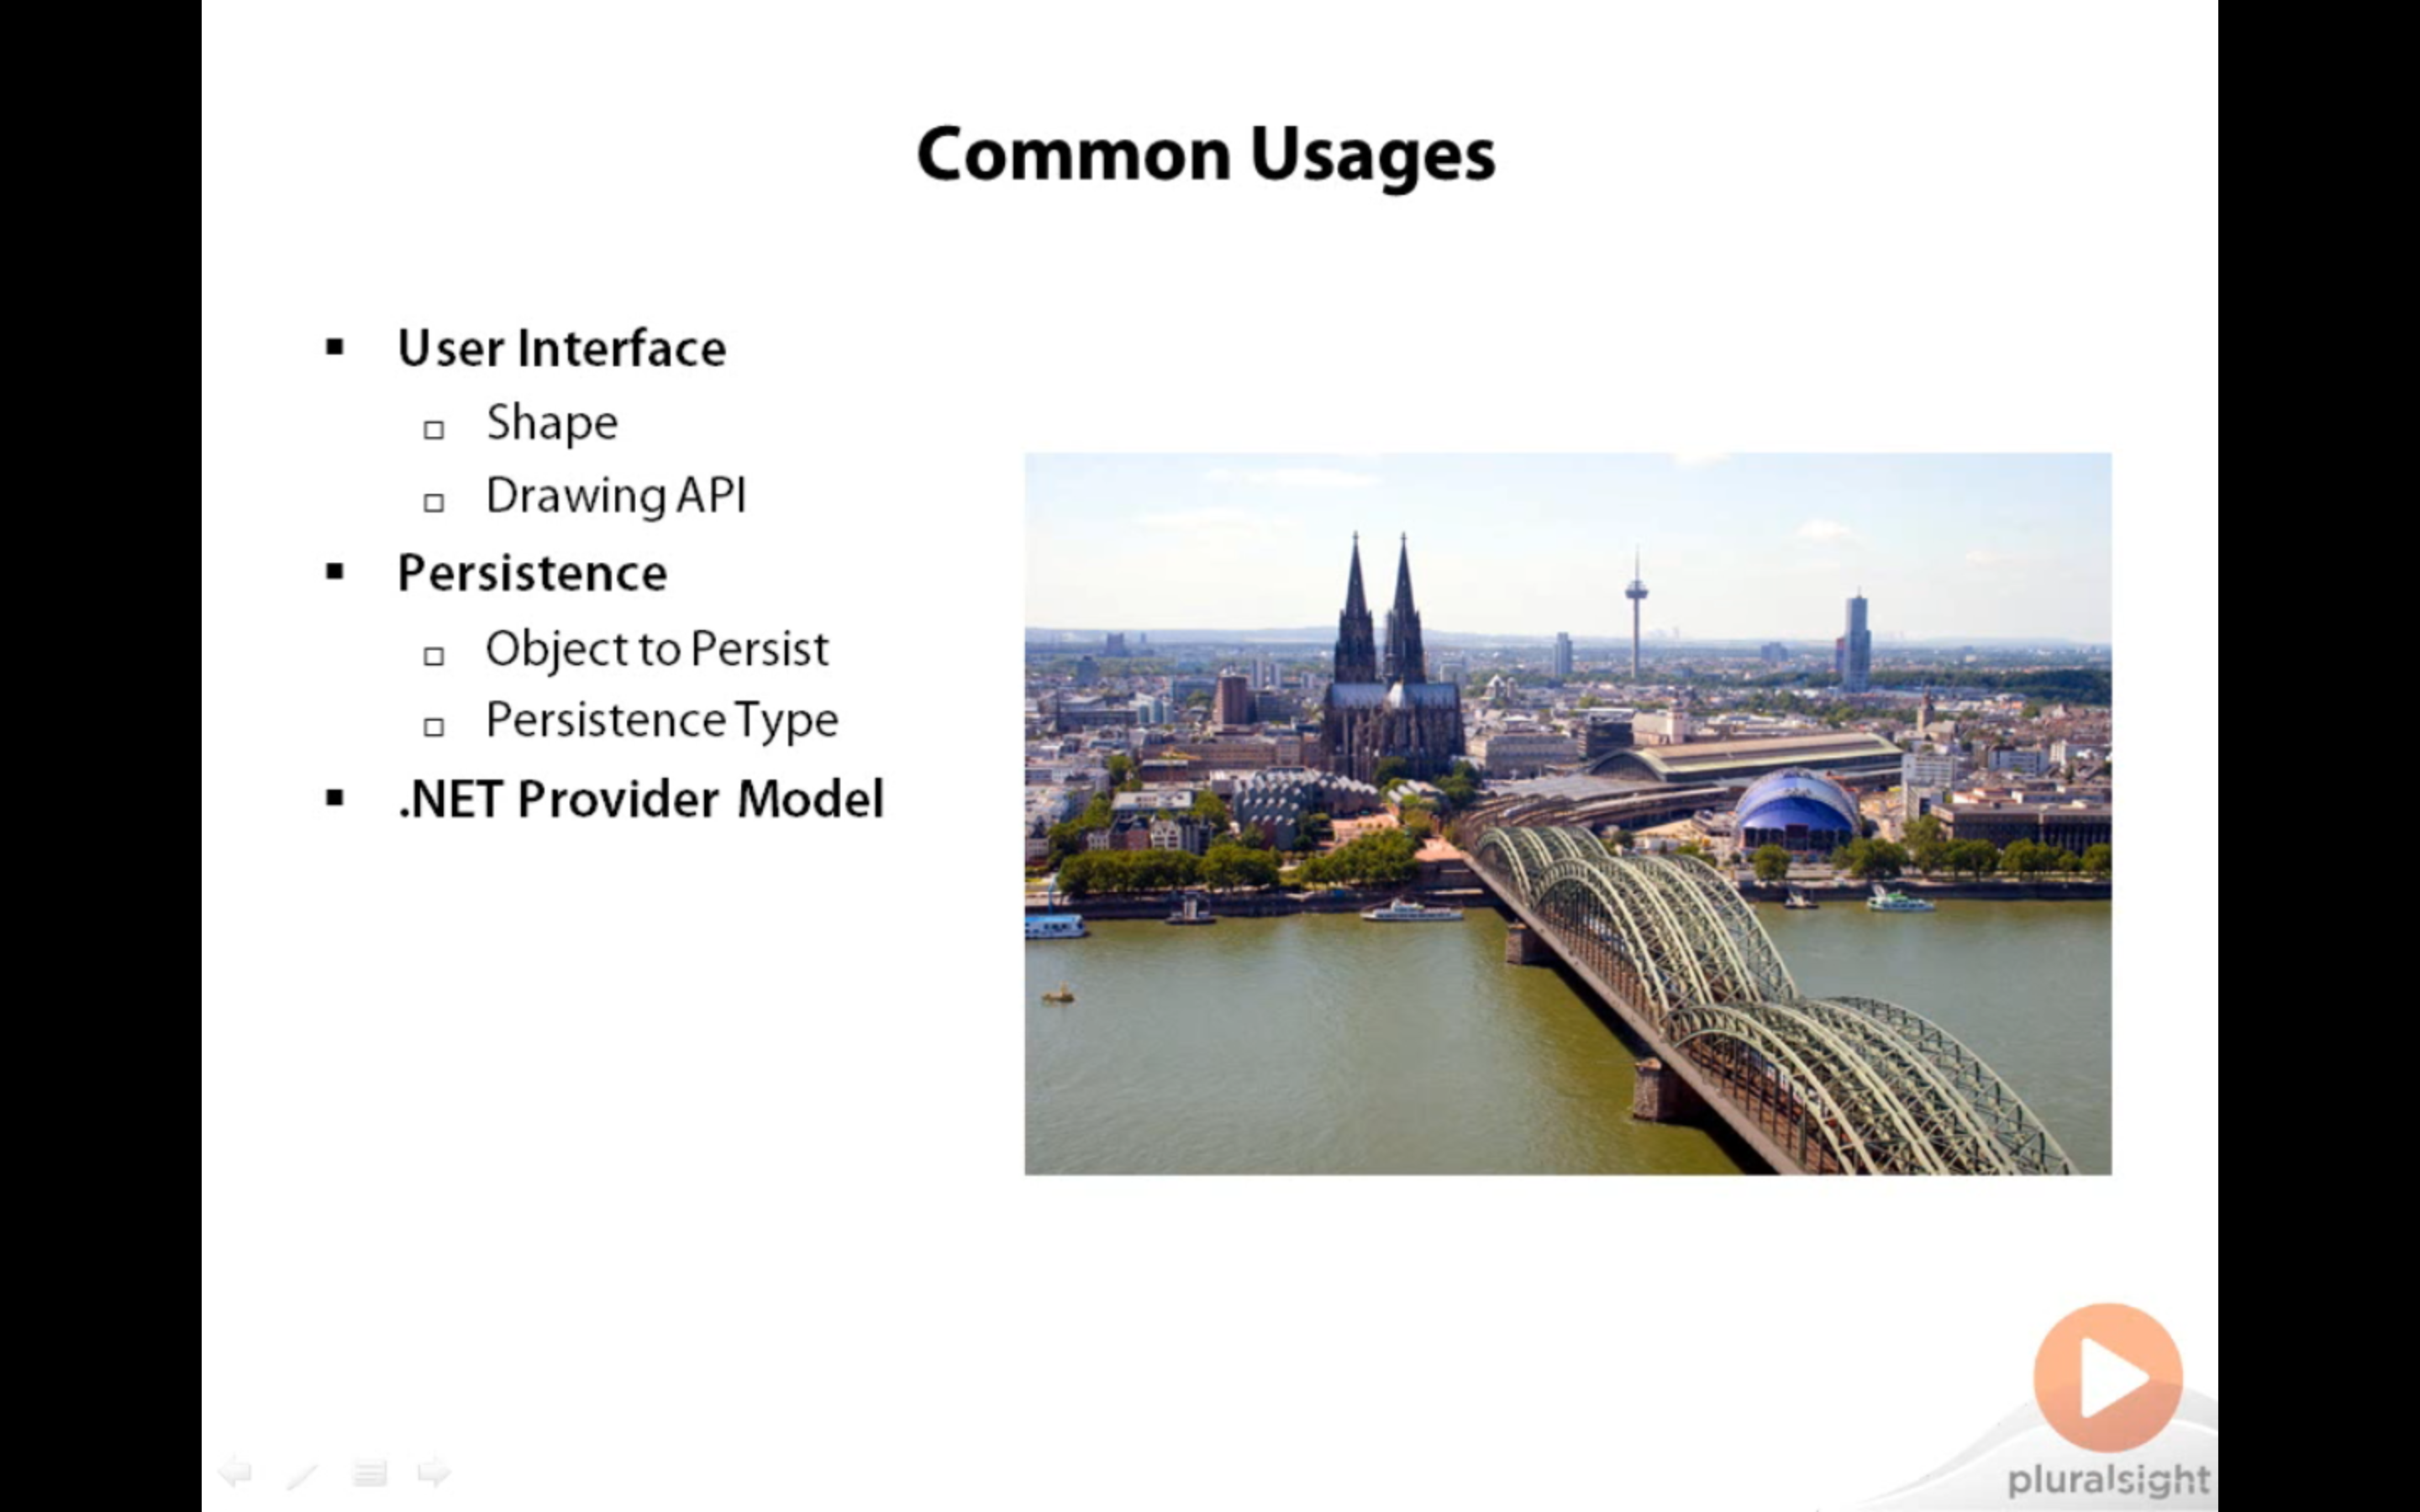 Common Usages
User Interface
Shape
Drawing API
Persistence
Object to Persist
Persistence Type
.NET Provider Model
pluralsight